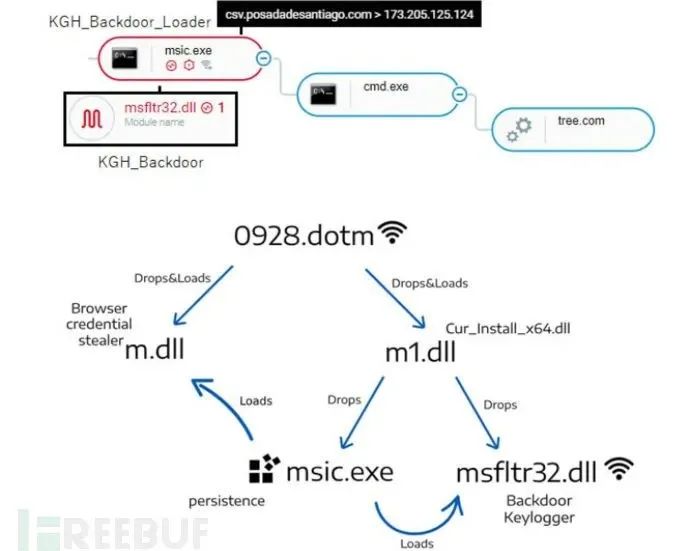 csv.posadadesantiago.com > 173.205.125.124
KGH_Backdoor_Loader
msic.exe
cmd.exe
msfltr32.dll 1
Module name
tree.com
KGH_Backdoor
0928.dotm
Drops&Loads
Drops&Loads
Browser
credential
stealer
m.dll
Cur_Install_x64.dll
m1.dll
Loads
Drops
Drops
msic.exe
persistence
msfltr32.dll
Backdoor
Keylogger
Loads
FREEBUF